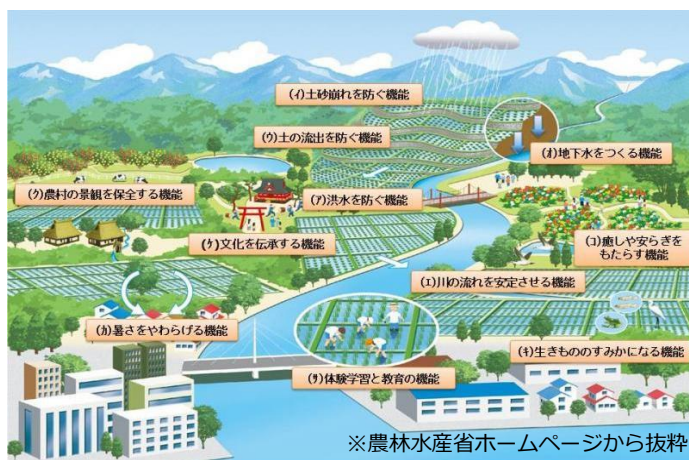 (イ)土砂崩れを防ぐ機能
(ウ)土の流出を防ぐ機能
(オ)地下水をつくる機能
(ク)農村の景観を保全する機能
(ア)洪水を防ぐ機能
(ケ)文化を伝承する機能
(コ)癒しや安らぎを
もたらす機能
(エ)川の流れを安定させる機能
(カ)暑さをやわらげる機能
(キ)生きもののすみかになる機能
(サ)体験学習と教育の機能
※農林水産省ホームページから抜粋